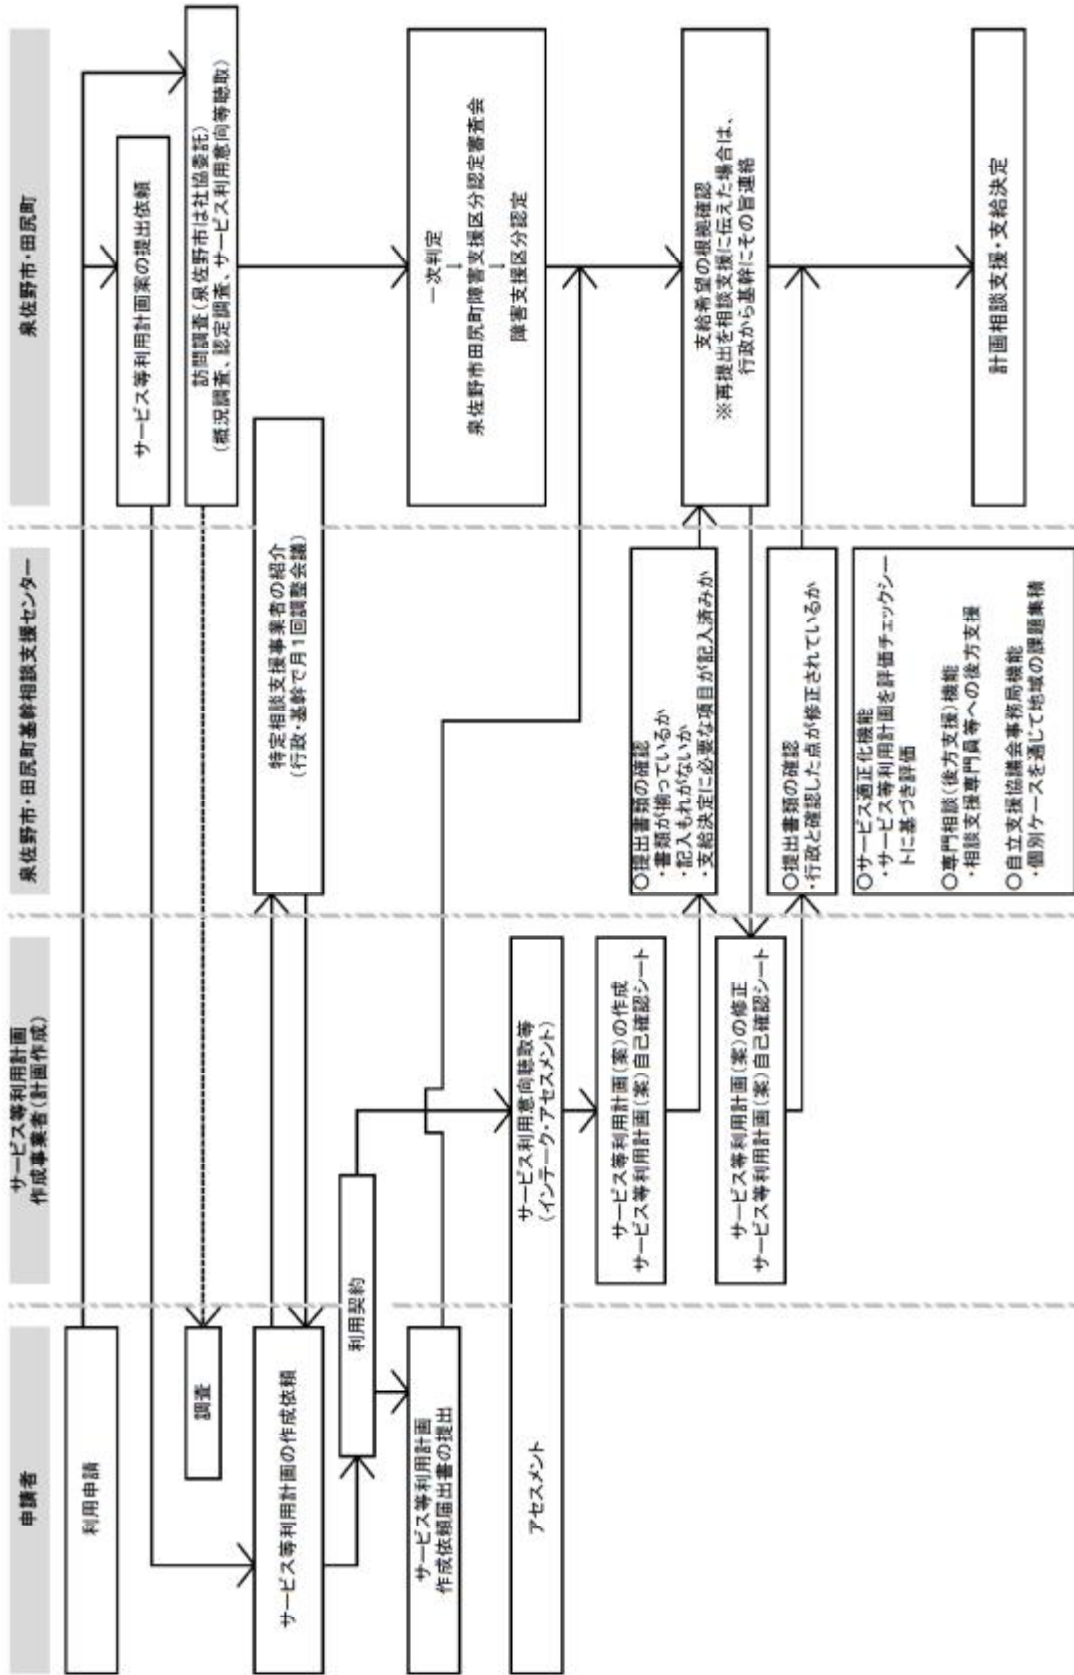 申請者
サービス等利用計画
作成事業者(計画作成)
泉佐野市・田尻町基幹相談支援センター
泉佐野市・田尻町
利用申請
サービス等利用計画案の提出依頼
訪問調査(泉佐野市は社協委託)
(概況調査、認定調査、サービス利用意向等聴取)
調査
サービス等利用計画の作成依頼
特定相談支援事業者の紹介
(行政・基幹で月1回調整会議)
利用契約
サービス等利用計画
作成依頼届出書の提出
一次判定
↓
泉佐野市田尻町障害支援区分認定審査会
↓
障害支援区分認定
アセスメント
サービス利用意向聴取等
(インテーク・アセスメント)
サービス等利用計画(案)の作成
サービス等利用計画(案)自己確認シート
○提出書類の確認
・書類が揃っているか
・記入もれがないか
・支給決定に必要な項目が記入済みか
支給希望の根拠確認
※再提出を相談支援に伝えた場合は、
行政から基幹にその旨連絡
サービス等利用計画(案)の修正
サービス等利用計画(案)自己確認シート
○提出書類の確認
・行政と確認した点が修正されているか
○サービス適正化機能
・サービス等利用計画を評価チェックシー
トに基づき評価
○専門相談(後方支援)機能
・相談支援専門員等への後方支援
○自立支援協議会事務局機能
・個別ケースを通じて地域の課題集積
計画相談支援・支給決定